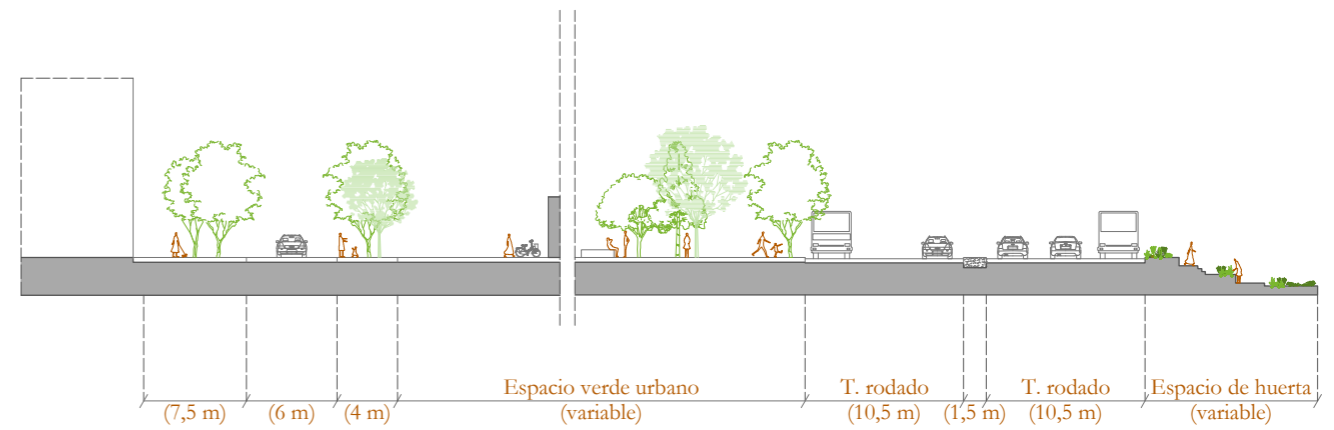 Espacio verde urbano T. rodado T. rodado Espacio de huerta
(7,5 m) (6 m) (4 m) (variable) (10,5 m) (1,5 m) (10,5 m) (variable)